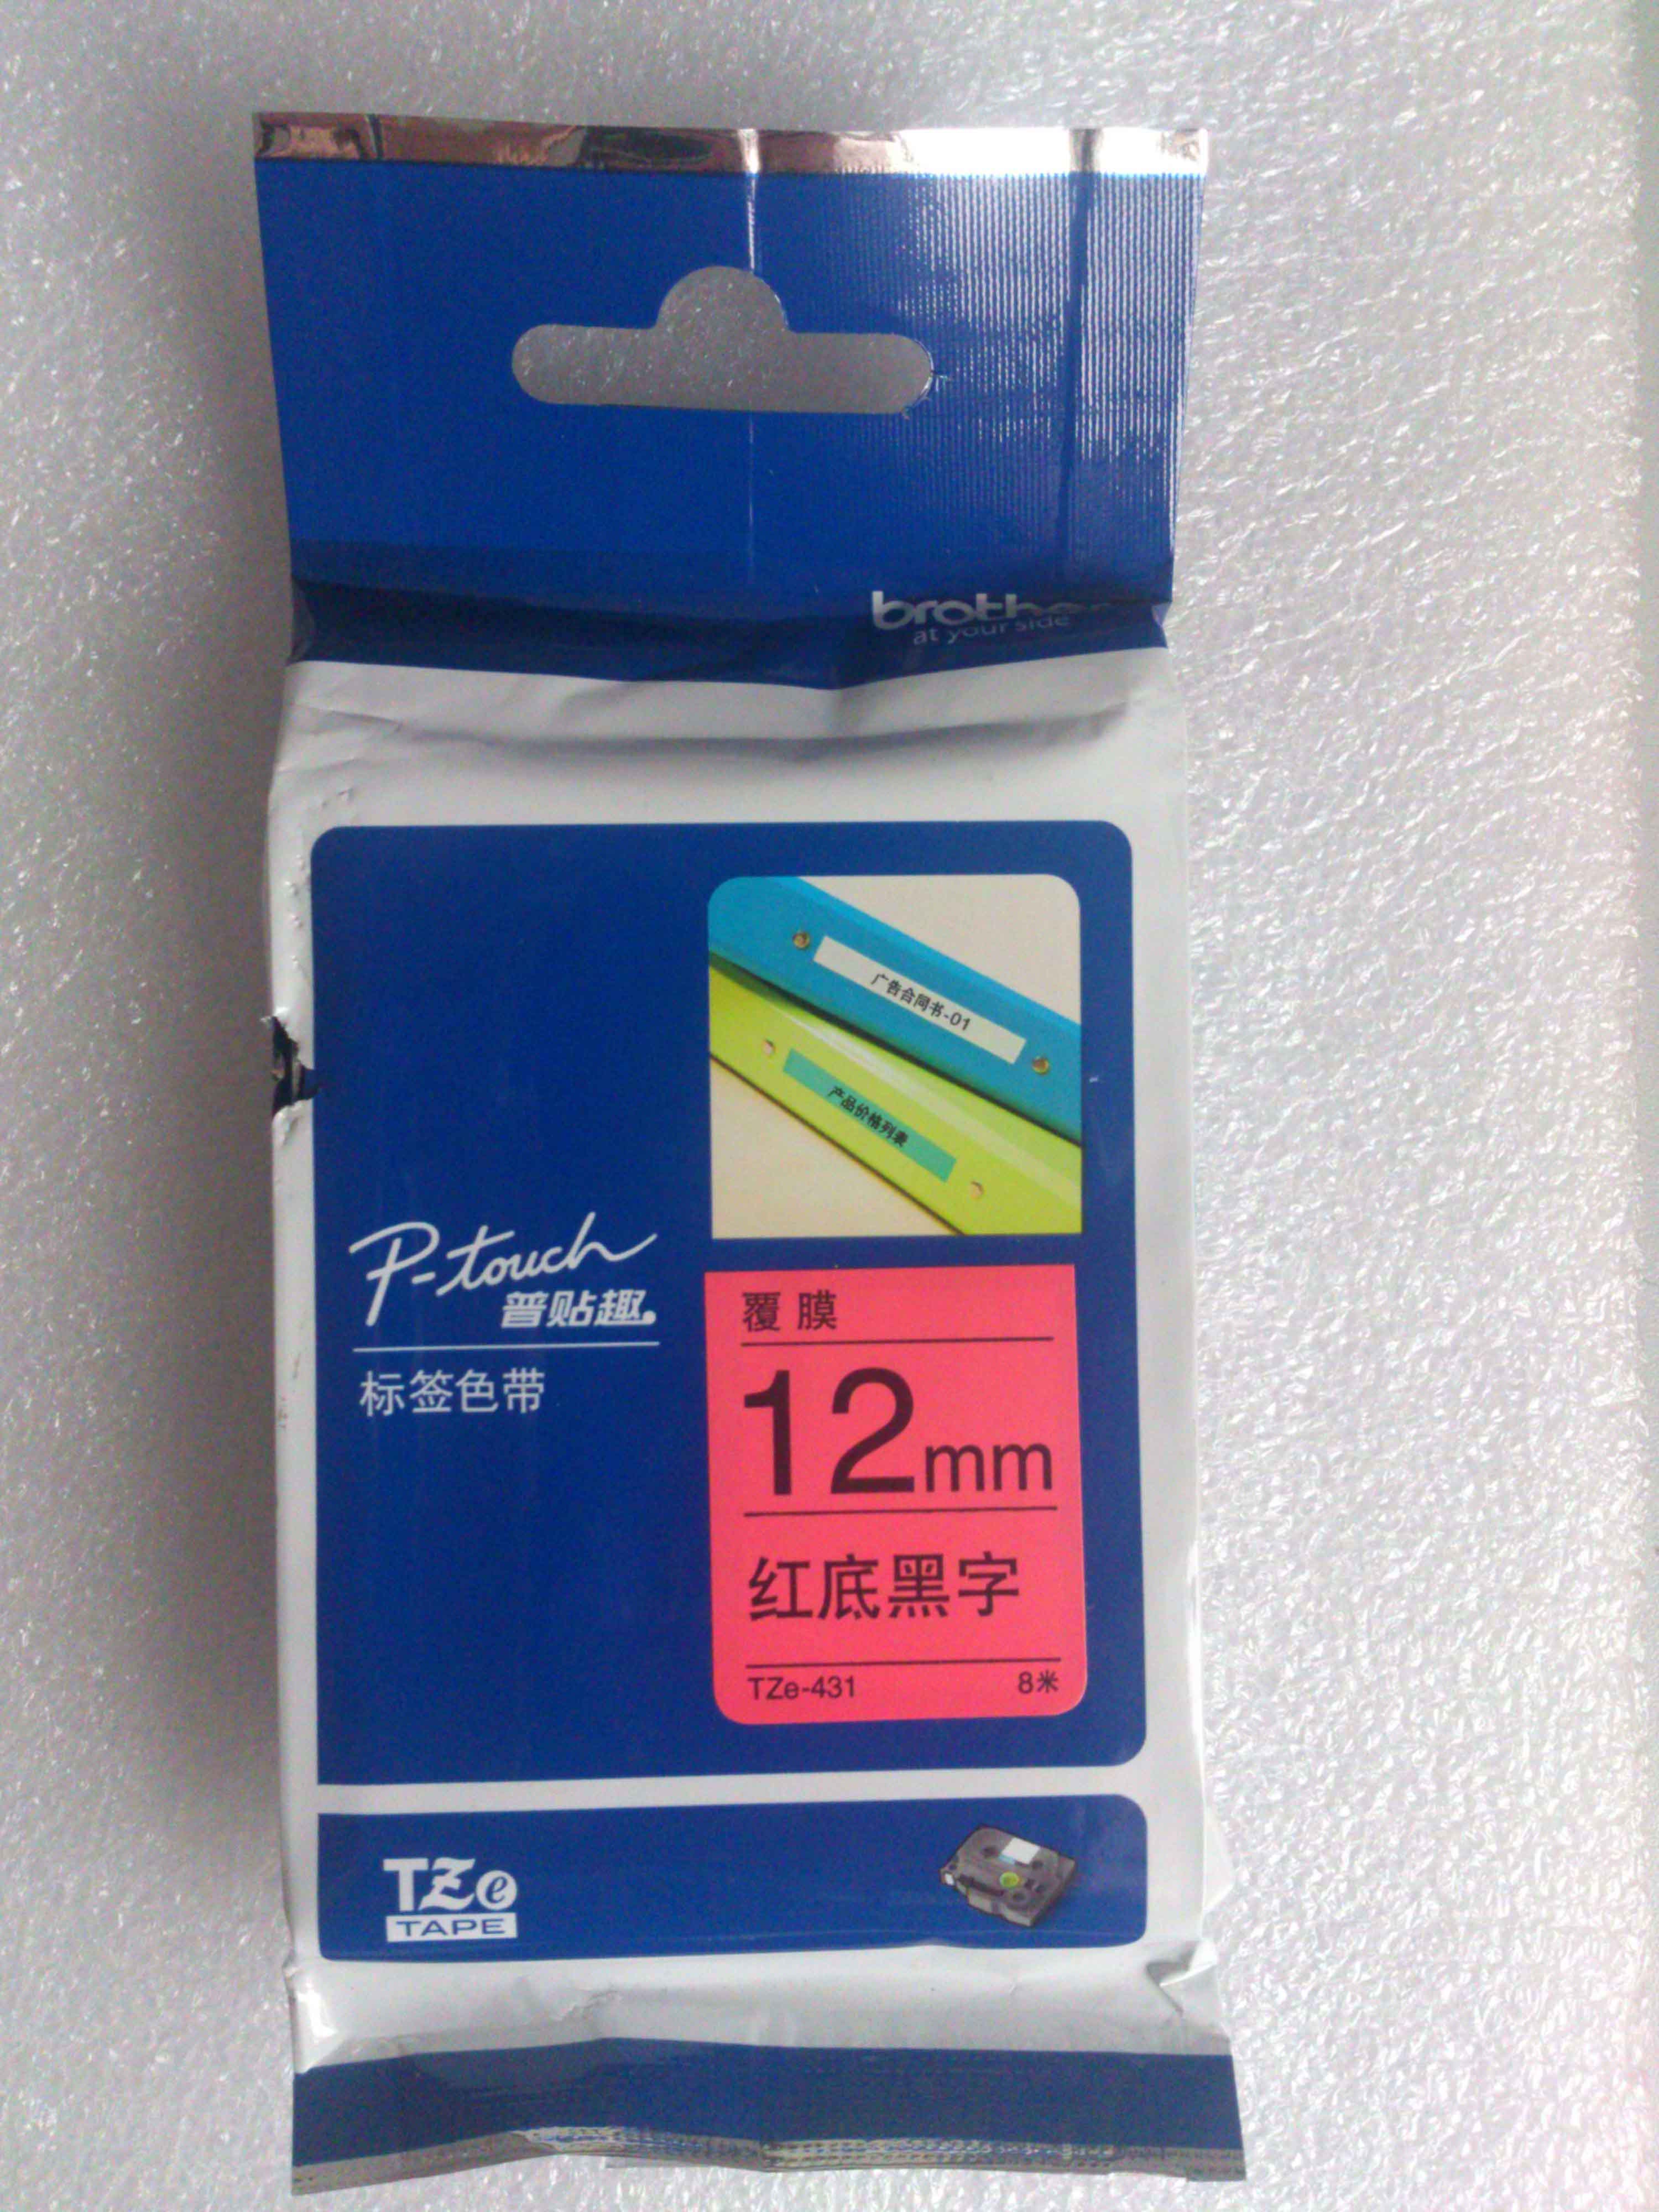 brother
at your side
广告合同书-01
产品价格列表
P-touch
普贴趣
标签色带
覆膜
12mm
红底黑字
TZe-431 8米
TZe
TAPE